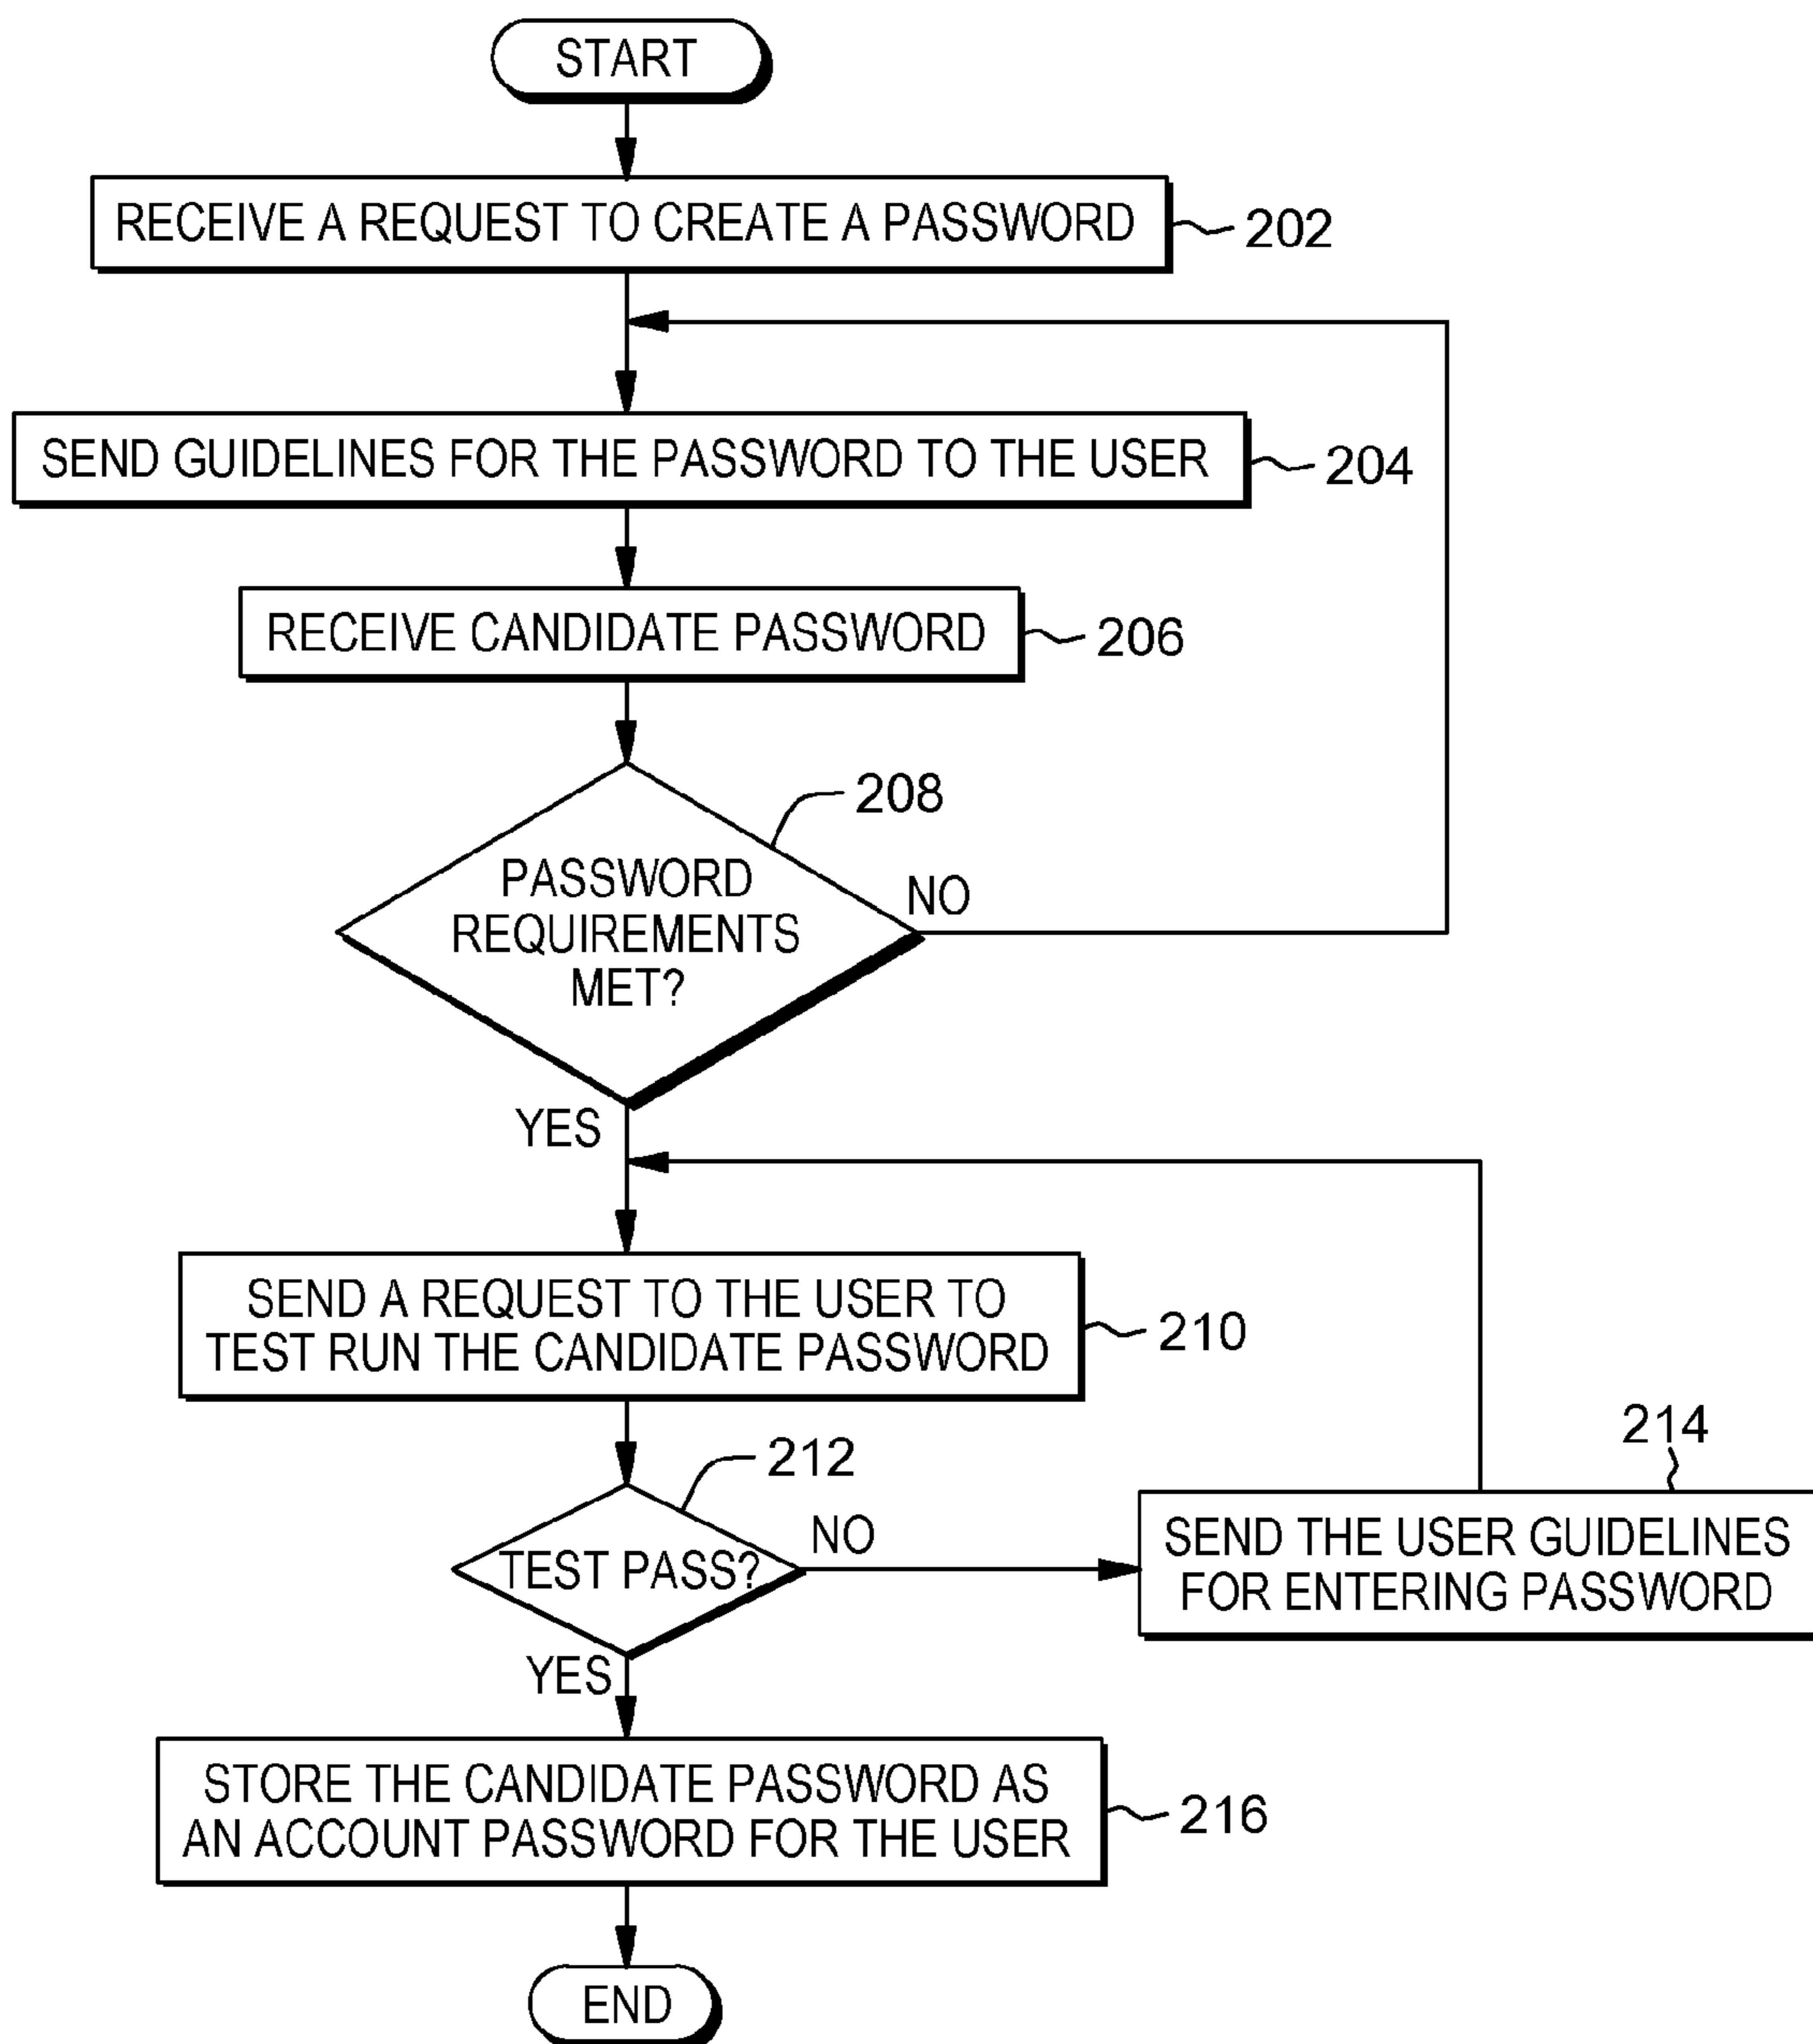 START
RECEIVE A REQUEST TO CREATE A PASSWORD
202
SEND GUIDELINES FOR THE PASSWORD TO THE USER
204
RECEIVE CANDIDATE PASSWORD
206
208
PASSWORD
REQUIREMENTS
MET?
NO
YES
SEND A REQUEST TO THE USER TO
TEST RUN THE CANDIDATE PASSWORD
210
212
TEST PASS?
NO
214
SEND THE USER GUIDELINES
FOR ENTERING PASSWORD
YES
STORE THE CANDIDATE PASSWORD AS
AN ACCOUNT PASSWORD FOR THE USER
216
END